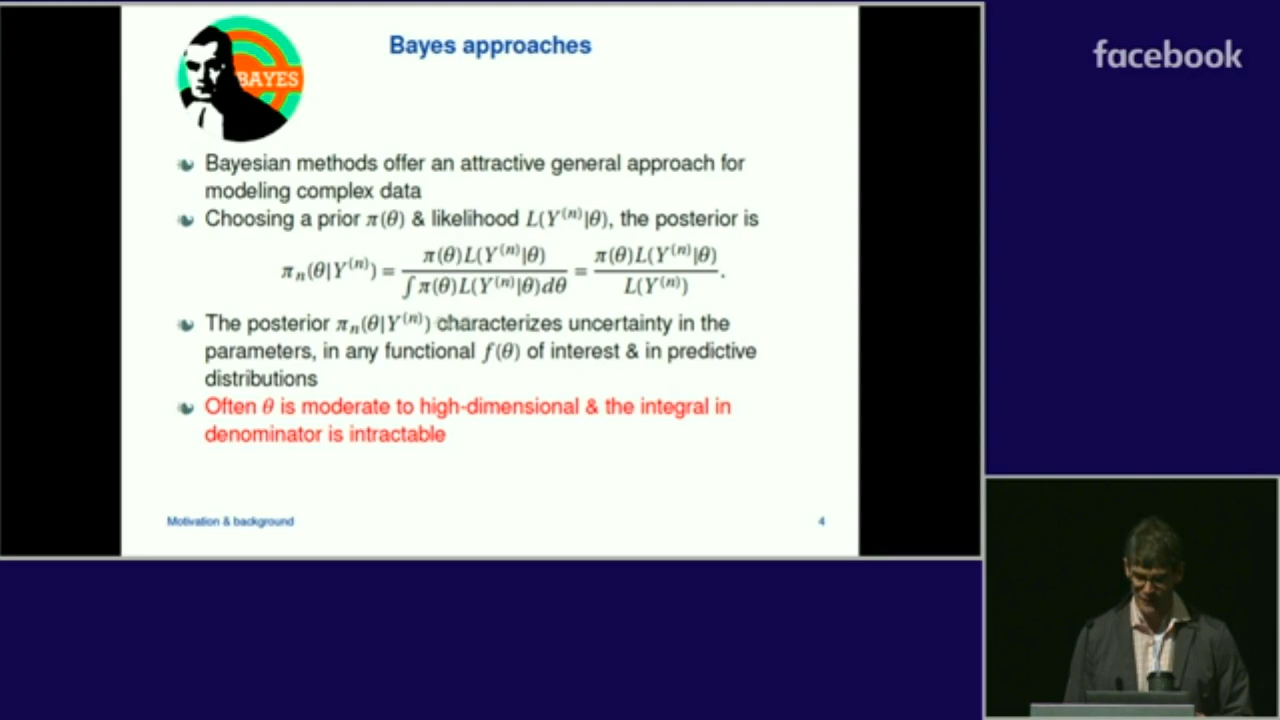 Bayes approaches
BAYES
facebook
Bayesian methods offer an attractive general approach for
modeling complex data
Choosing a prior π(θ) & likelihood L(Y⁽ⁿ⁾|θ), the posterior is
πₙ(θ|Y⁽ⁿ⁾) = π(θ)L(Y⁽ⁿ⁾|θ) / ∫ π(θ)L(Y⁽ⁿ⁾|θ)dθ = π(θ)L(Y⁽ⁿ⁾|θ) / L(Y⁽ⁿ⁾).
The posterior πₙ(θ|Y⁽ⁿ⁾) characterizes uncertainty in the
parameters, in any functional f(θ) of interest & in predictive
distributions
Often θ is moderate to high-dimensional & the integral in
denominator is intractable
Motivation & background
4